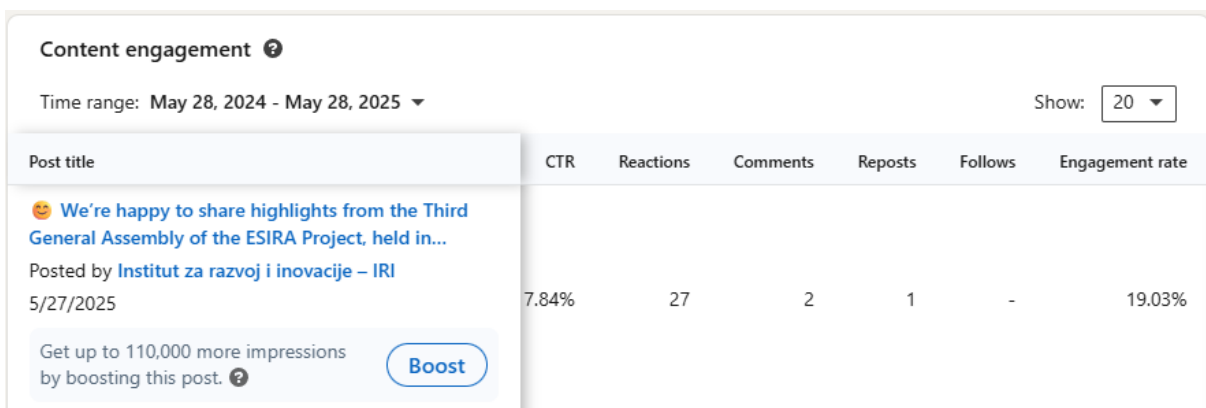 Content engagement ?
Time range: May 28, 2024 - May 28, 2025
Show: 20
Post title CTR Reactions Comments Reposts Follows Engagement rate
😊 We're happy to share highlights from the Third
General Assembly of the ESIRA Project, held in...
Posted by Institut za razvoj i inovacije – IRI
5/27/2025
7.84% 27 2 1 - 19.03%
Get up to 110,000 more impressions
by boosting this post. ?
Boost